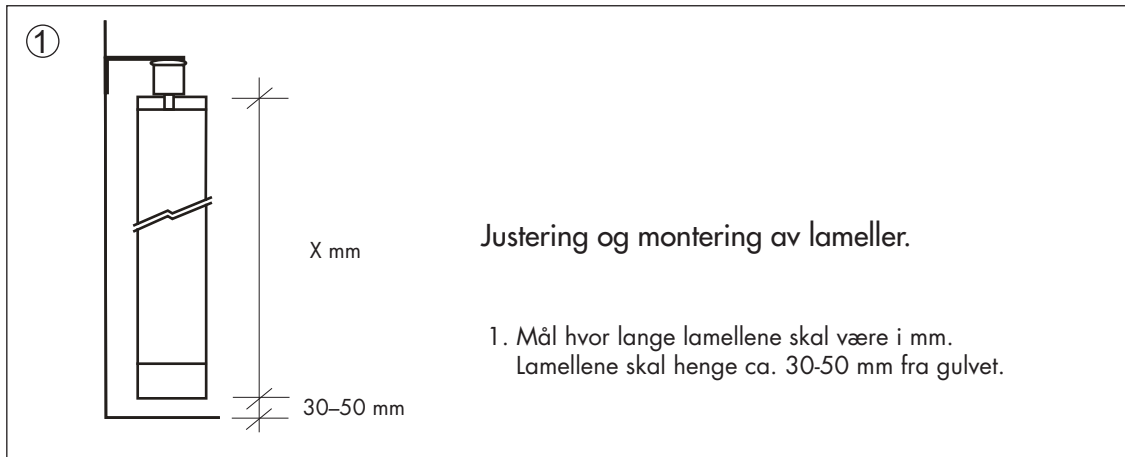 ①
X mm
30–50 mm
Justering og montering av lameller.
1. Mål hvor lange lamellene skal være i mm.
Lamellene skal henge ca. 30-50 mm fra gulvet.